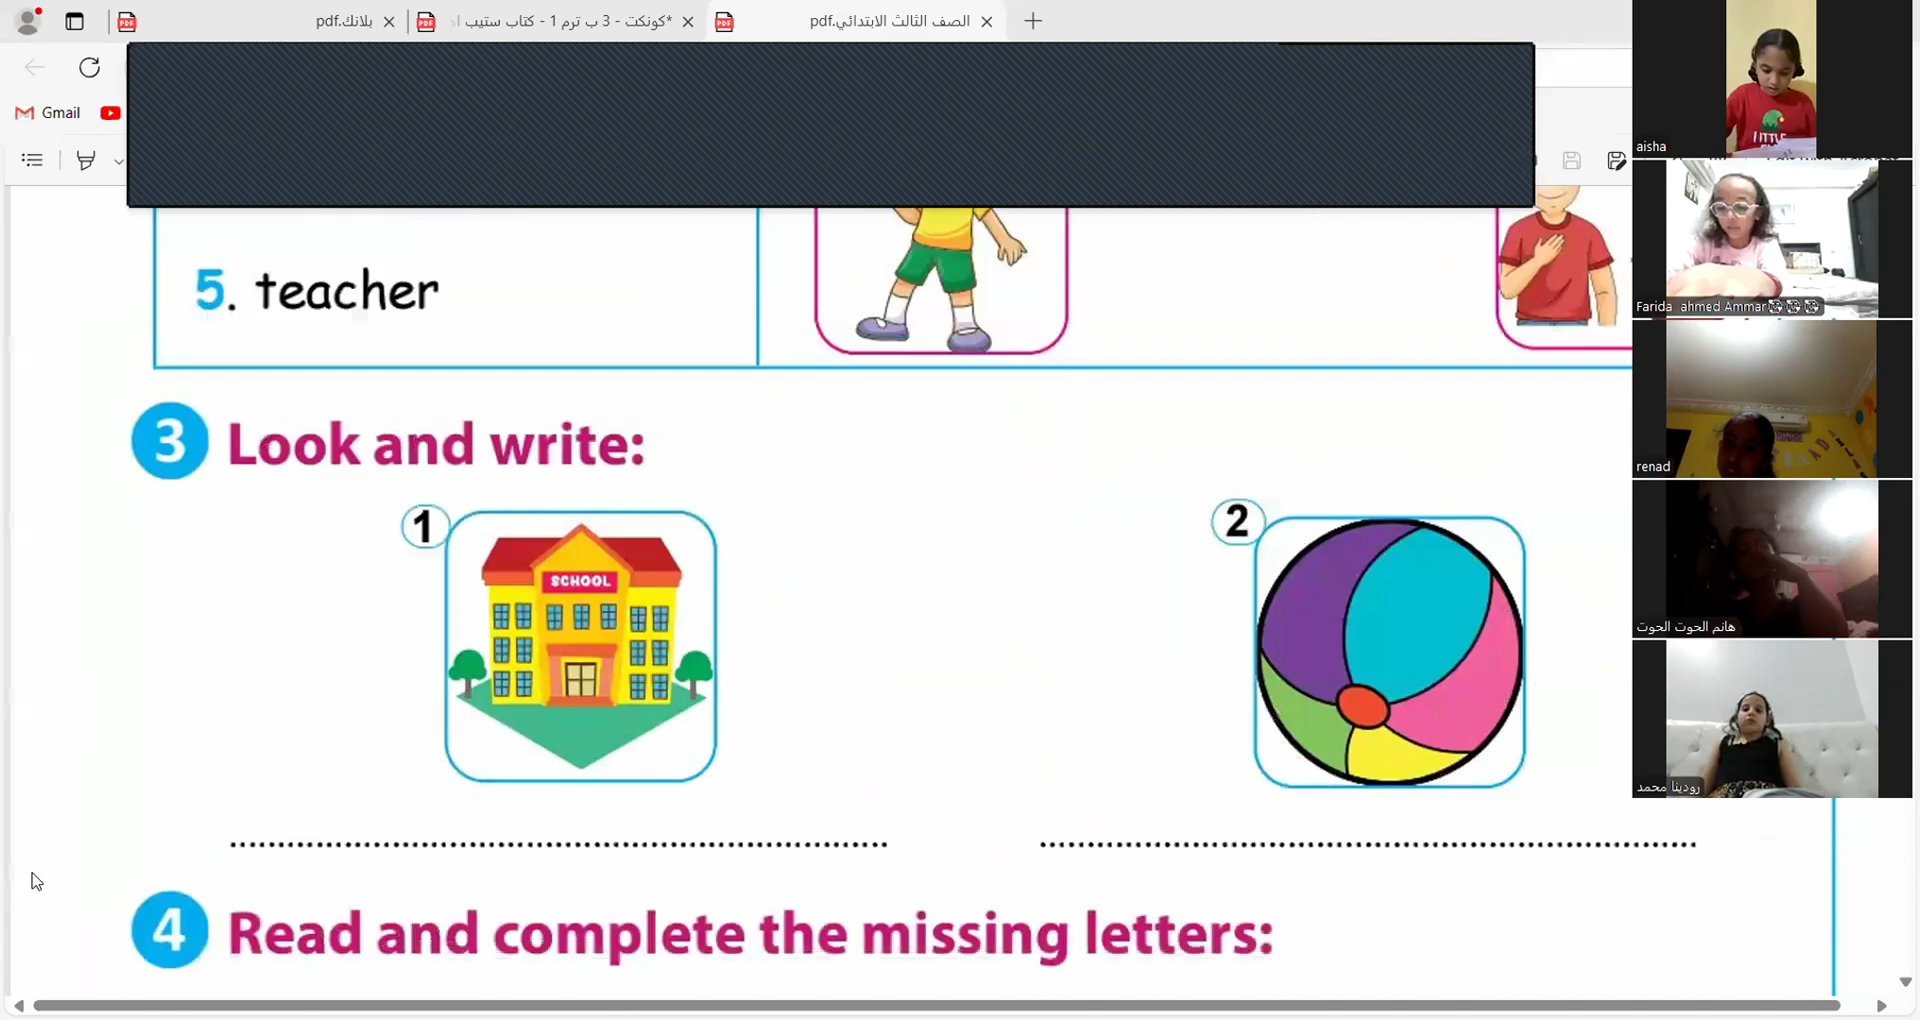 بلانك.pdf
*كونكت - 3 ب ترم 1 - كتاب ستيب
الصف الثالث الابتدائي.pdf
Gmail
5. teacher
3 Look and write:
1
SCHOOL
2
4 Read and complete the missing letters:
LITTLE
aisha
Farida ahmed Ammar
renad
هانم الحوت الحوت
رودينا محمد